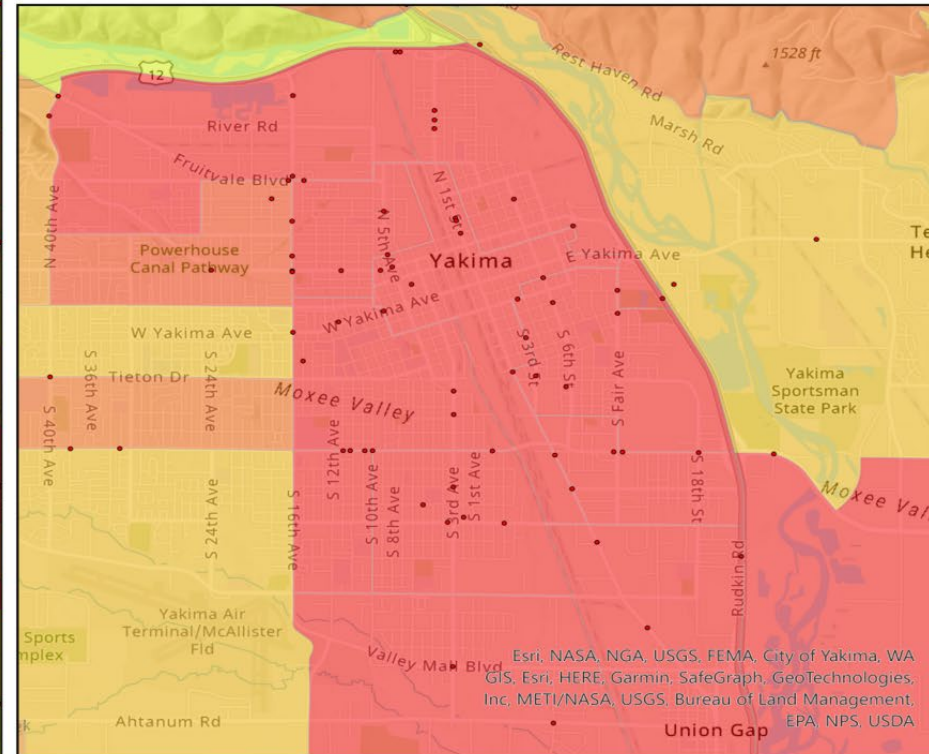 Rest Haven Rd
1528 ft
12
River Rd
Marsh Rd
Fruitvale Blvd
N 40th Ave
N 1st St
N 5th Ave
Powerhouse
Canal Pathway
Yakima
E Yakima Ave
W Yakima Ave
W Yakima Ave
Tieton Dr
S 36th Ave
S 24th Ave
S 3rd St
S 6th St
S Fair Ave
Yakima
Sportsman
State Park
Moxee Valley
S 40th Ave
S 12th Ave
S 10th Ave
S 8th Ave
S 3rd Ave
S 1st Ave
S 18th St
S 24th Ave
S 16th Ave
Rudkin Rd
Yakima Air
Terminal/McAllister
Fld
Sports
Valley Mall Blvd
Ahtanum Rd
Union Gap
Esri, NASA, NGA, USGS, FEMA, City of Yakima, WA
GIS, Esri, HERE, Garmin, SafeGraph, GeoTechnologies,
Inc, METI/NASA, USGS, Bureau of Land Management,
EPA, NPS, USDA